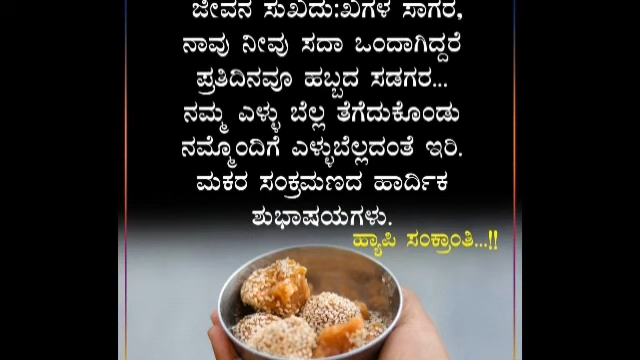 ಜೀವನ ಸುಖದು:ಖಗಳ ಸಾಗರ,
ನಾವು ನೀವು ಸದಾ ಒಂದಾಗಿದ್ದರೆ
ಪ್ರತಿದಿನವೂ ಹಬ್ಬದ ಸಡಗರ...
ನಮ್ಮ ಎಳ್ಳು ಬೆಲ್ಲ ತೆಗೆದುಕೊಂಡು
ನಮ್ಮೊಂದಿಗೆ ಎಳ್ಳುಬೆಲ್ಲದಂತೆ ಇರಿ.
ಮಕರ ಸಂಕ್ರಮಣದ ಹಾರ್ದಿಕ
ಶುಭಾಷಯಗಳು.
ಹ್ಯಾಪಿ ಸಂಕ್ರಾಂತಿ...!!